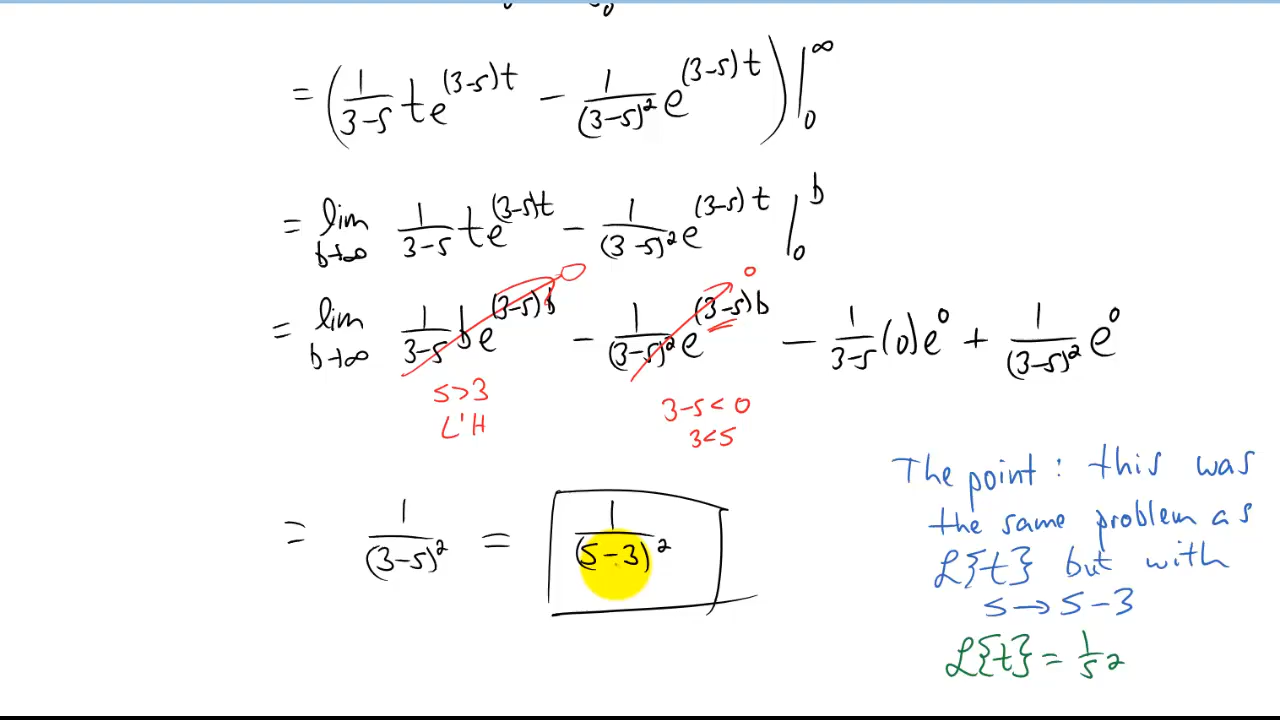 = (1/(3-s) te^{(3-s)t} - 1/(3-s)^2 e^{(3-s)t}) |_0^∞
= lim_{b→∞} 1/(3-s) te^{(3-s)t} - 1/(3-s)^2 e^{(3-s)t} |_0^b
0 0
= lim_{b→∞} 1/(3-s) be^{(3-s)b} - 1/(3-s)^2 e^{(3-s)b} - 1/(3-s) (0)e^0 + 1/(3-s)^2 e^0
s>3
L'H
3-s<0
3<s
= 1/(3-s)^2 = 1/(s-3)^2
The point: this was
the same problem as
ℒ{t} but with
s→s-3
ℒ{t} = 1/s^2